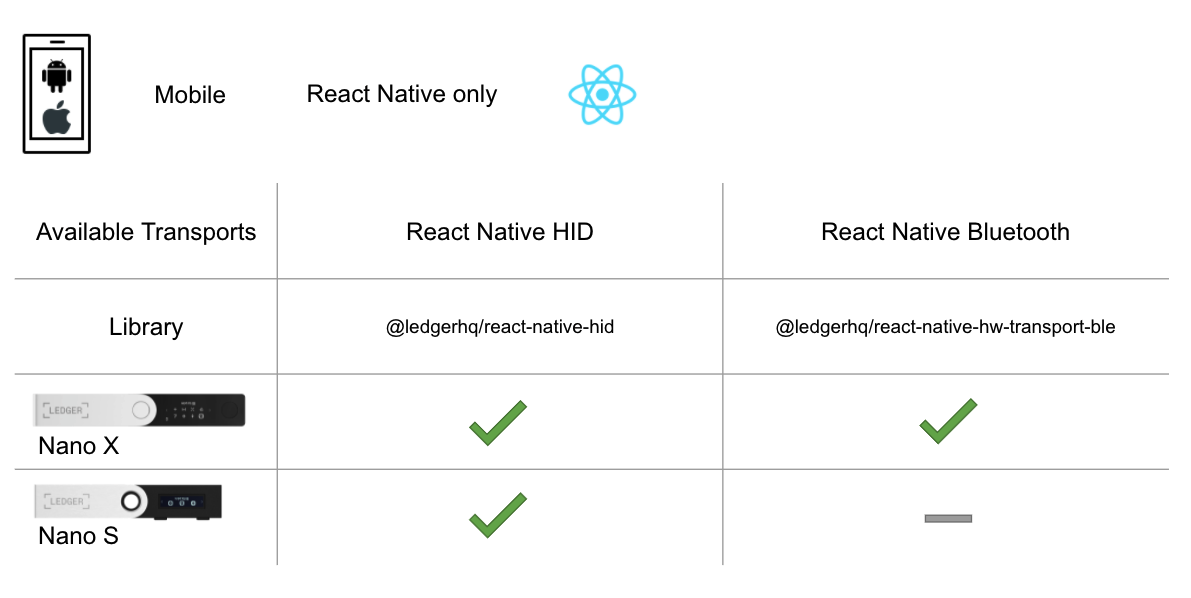 Mobile
React Native only
Available Transports
React Native HID
React Native Bluetooth
Library
@ledgerhq/react-native-hid
@ledgerhq/react-native-hw-transport-ble
LEDGER
Nano X
LEDGER
Nano S